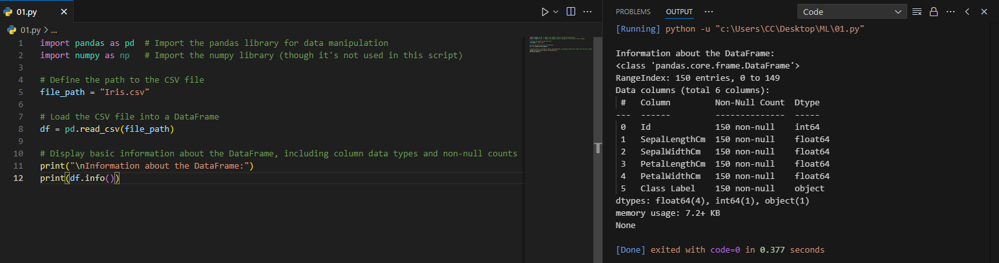 01.py
01.py > ...
1 import pandas as pd  # Import the pandas library for data manipulation
2 import numpy as np   # Import the numpy library (though it's not used in this script)
3
4 # Define the path to the CSV file
5 file_path = "Iris.csv"
6
7 # Load the CSV file into a DataFrame
8 df = pd.read_csv(file_path)
9
10 # Display basic information about the DataFrame, including column data types and non-null counts
11 print("\nInformation about the DataFrame:")
12 print(df.info())
PROBLEMS OUTPUT ··· Code
[Running] python -u "c:\Users\CC\Desktop\ML\01.py"
Information about the DataFrame:
<class 'pandas.core.frame.DataFrame'>
RangeIndex: 150 entries, 0 to 149
Data columns (total 6 columns):
 #   Column         Non-Null Count  Dtype
---  ------         --------------  -----
 0   Id             150 non-null    int64
 1   SepalLengthCm  150 non-null    float64
 2   SepalWidthCm   150 non-null    float64
 3   PetalLengthCm  150 non-null    float64
 4   PetalWidthCm   150 non-null    float64
 5   Class Label    150 non-null    object
dtypes: float64(4), int64(1), object(1)
memory usage: 7.2+ KB
None
[Done] exited with code=0 in 0.377 seconds